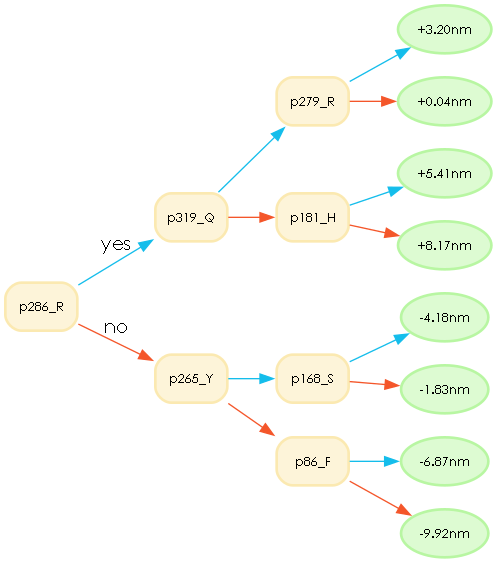 +3.20nm
p279_R
+0.04nm
+5.41nm
p319_Q
p181_H
yes
+8.17nm
p286_R
no
-4.18nm
p265_Y
p168_S
-1.83nm
p86_F
-6.87nm
-9.92nm